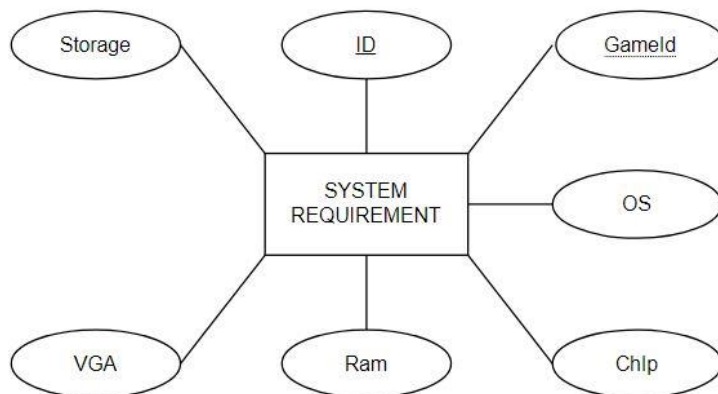 Storage
ID
GameId
SYSTEM
REQUIREMENT
OS
VGA
Ram
ChIp